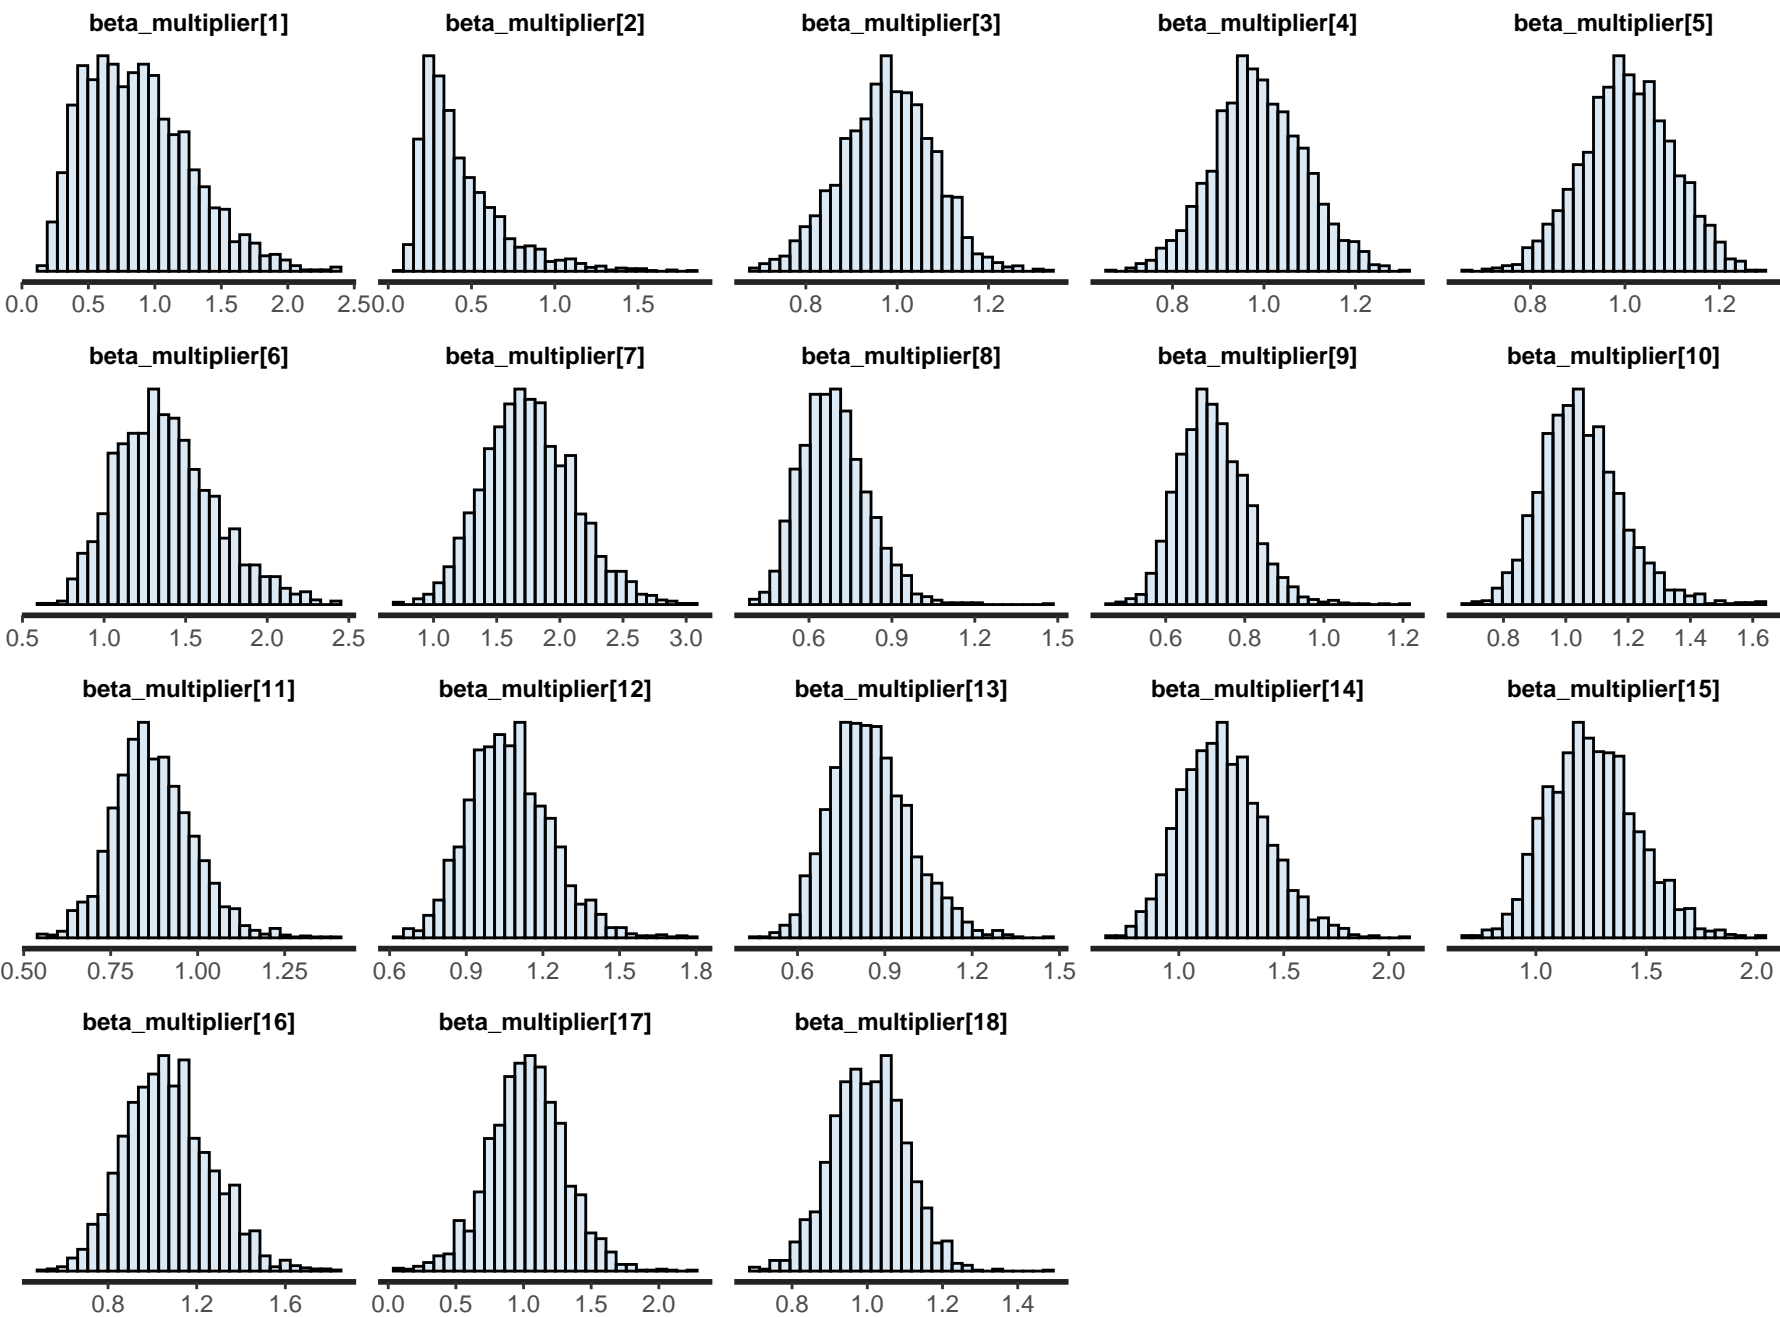 beta_multiplier[1] beta_multiplier[2] beta_multiplier[3] beta_multiplier[4] beta_multiplier[5]
0.0 0.5 1.0 1.5 2.0 2.5 0.0 0.5 1.0 1.5 0.8 1.0 1.2 0.8 1.0 1.2 0.8 1.0 1.2
beta_multiplier[6] beta_multiplier[7] beta_multiplier[8] beta_multiplier[9] beta_multiplier[10]
0.5 1.0 1.5 2.0 2.5 1.0 1.5 2.0 2.5 3.0 0.6 0.9 1.2 1.5 0.6 0.8 1.0 1.2 0.8 1.0 1.2 1.4 1.6
beta_multiplier[11] beta_multiplier[12] beta_multiplier[13] beta_multiplier[14] beta_multiplier[15]
0.50 0.75 1.00 1.25 0.6 0.9 1.2 1.5 1.8 0.6 0.9 1.2 1.5 1.0 1.5 2.0 1.0 1.5 2.0
beta_multiplier[16] beta_multiplier[17] beta_multiplier[18]
0.8 1.2 1.6 0.0 0.5 1.0 1.5 2.0 0.8 1.0 1.2 1.4